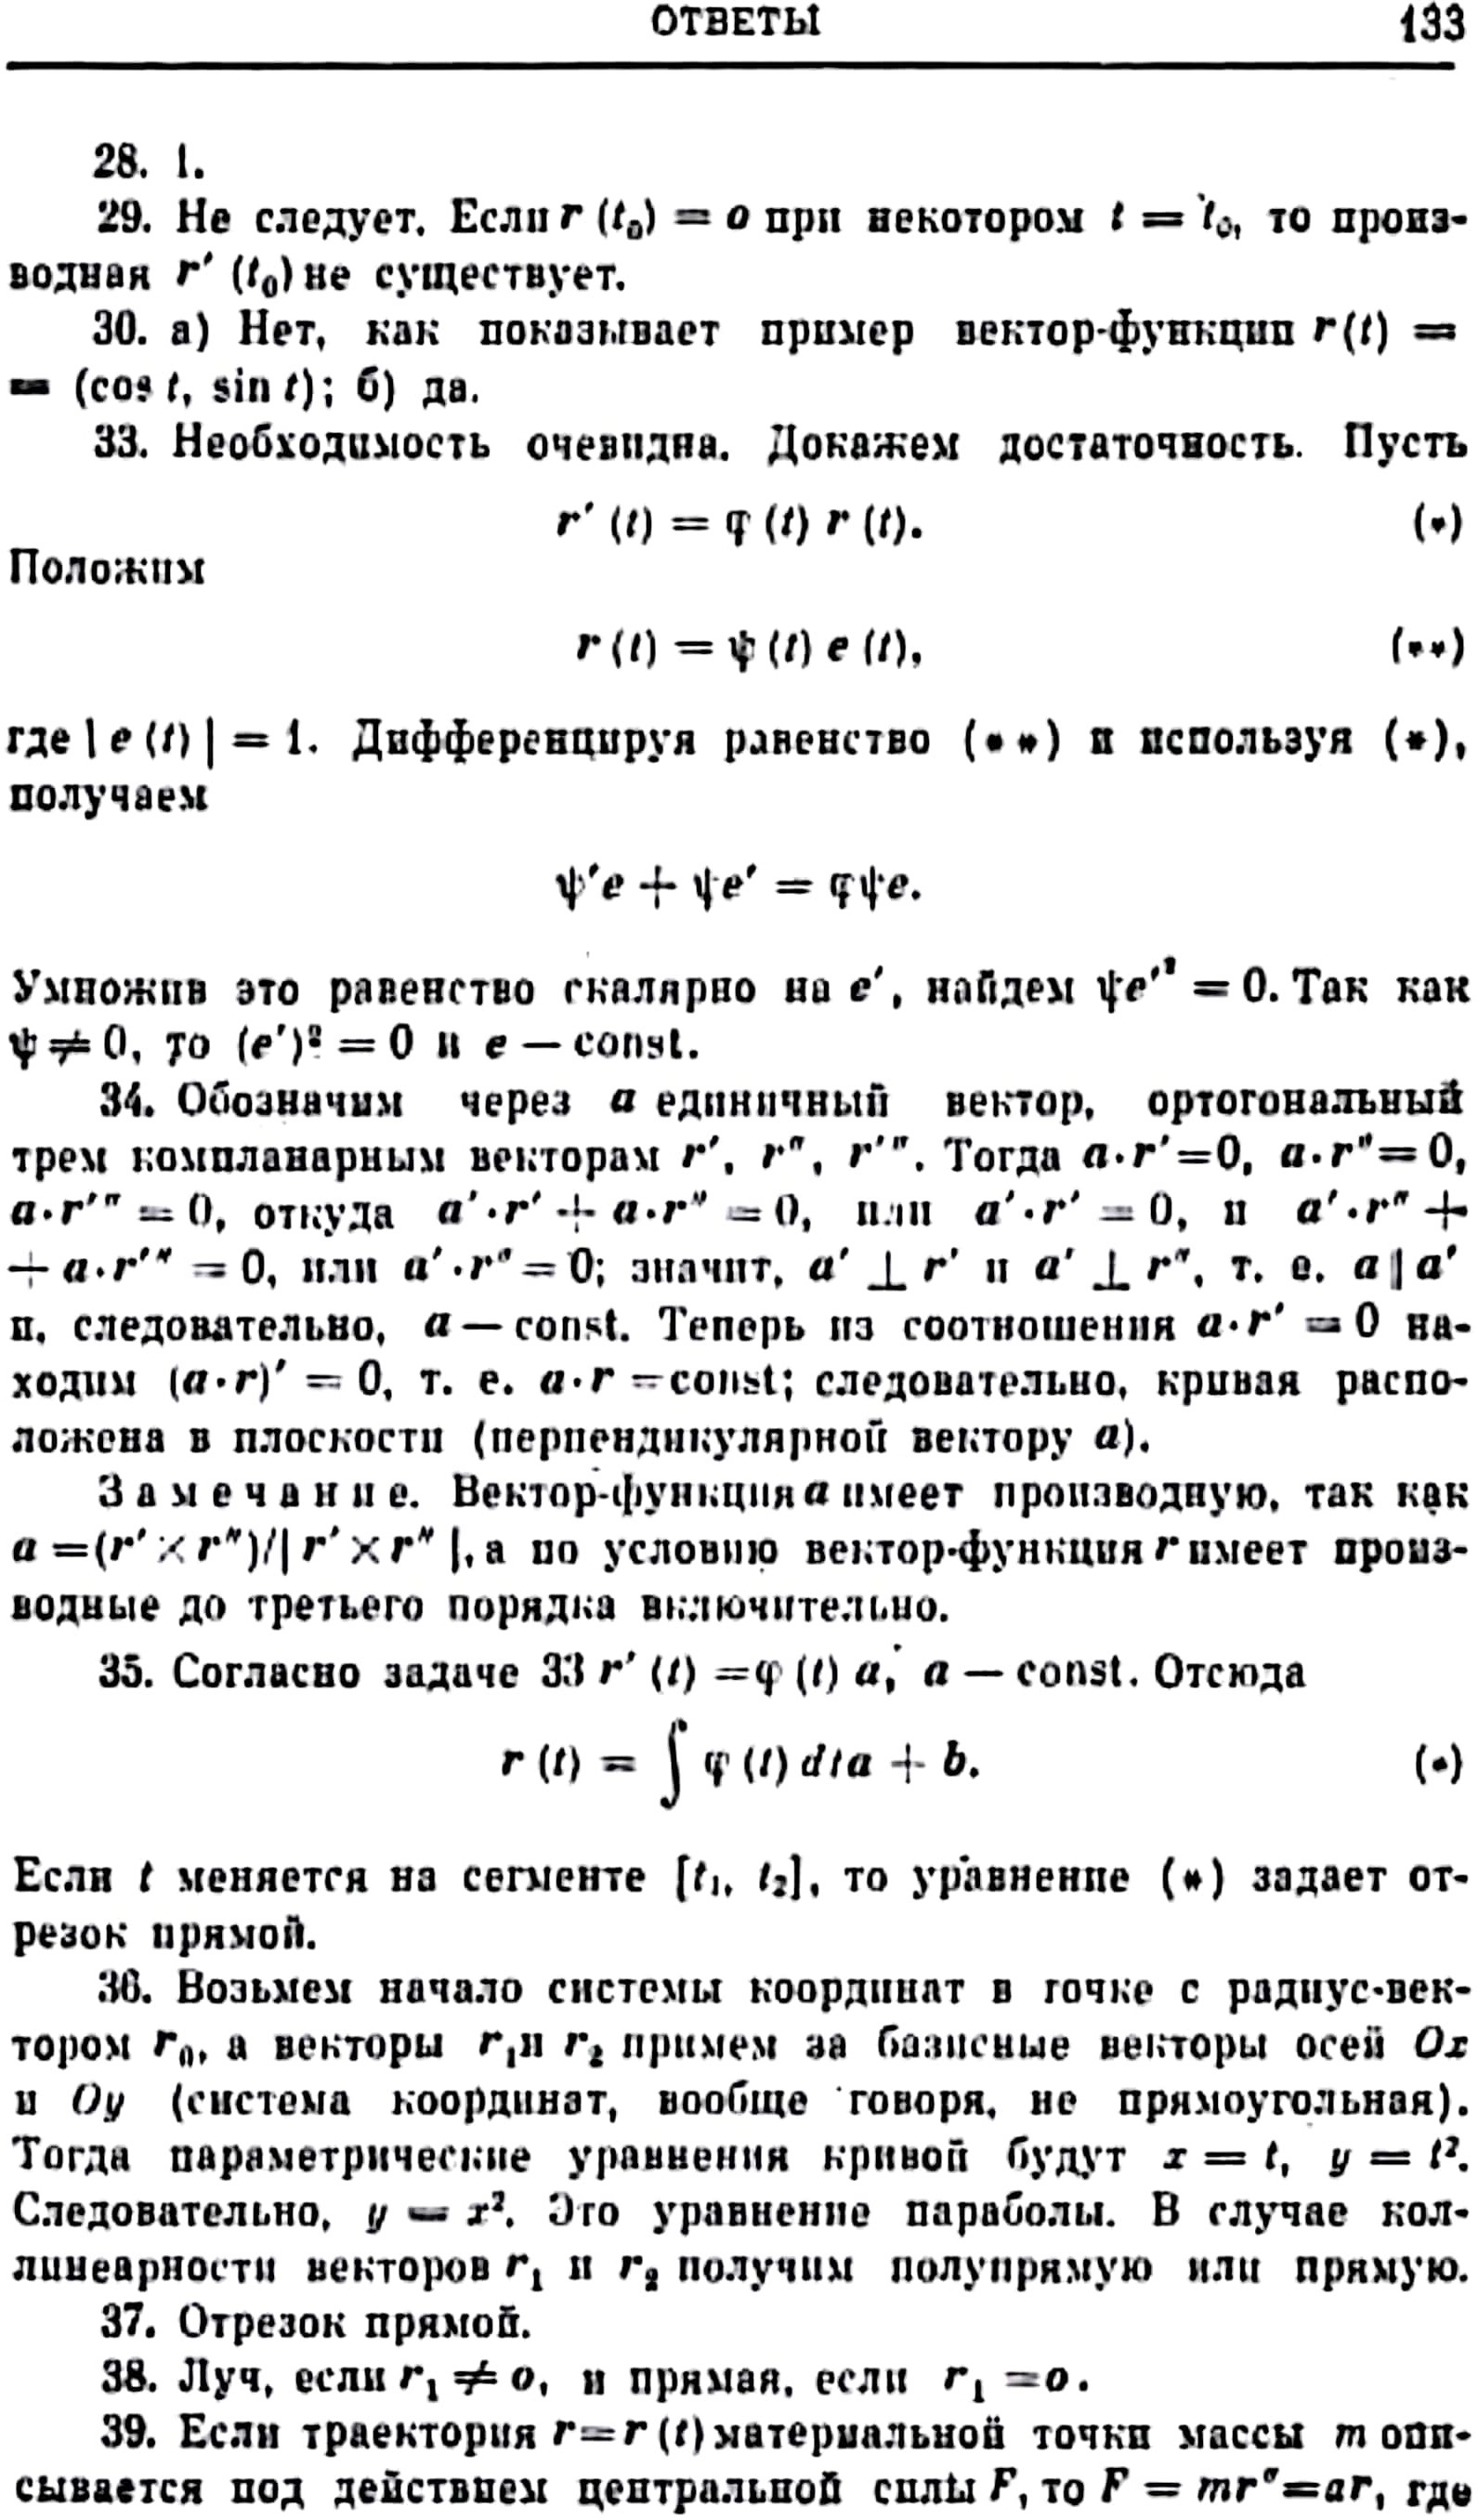 ОТВЕТЫ 133
28. 1.
29. Не следует. Если r (t₀) = o при некотором t = t₀, то произ-
водная r′ (t₀) не существует.
30. а) Нет, как показывает пример вектор-функции r(t) =
= (cos t, sin t); б) да.
33. Необходимость очевидна. Докажем достаточность. Пусть
r′ (t) = φ (t) r (t). (*)
Положим
r (t) = ψ (t) e (t), (**)
где | e (t) | = 1. Дифференцируя равенство (**) и используя (*),
получаем
ψ′e + ψe′ = φψe.
Умножив это равенство скалярно на e′, найдем ψe′² = 0. Так как
ψ ≠ 0, то (e′)² = 0 и e — const.
34. Обозначим через a единичный вектор, ортогональный
трем компланарным векторам r′, r″, r′″. Тогда a·r′=0, a·r″=0,
a·r′″ = 0, откуда a′·r′ + a·r″ = 0, или a′·r′ = 0, и a′·r″ +
+ a·r′″ = 0, или a′·r″ = 0; значит, a′ ⊥ r′ и a′ ⊥ r″, т. е. a ∥ a′
и, следовательно, a — const. Теперь из соотношения a·r′ = 0 на-
ходим (a·r)′ = 0, т. е. a·r = const; следовательно, кривая распо-
ложена в плоскости (перпендикулярной вектору a).
Замечание. Вектор-функция a имеет производную, так как
a = (r′ × r″)/| r′ × r″ |, а по условию вектор-функция r имеет произ-
водные до третьего порядка включительно.
35. Согласно задаче 33 r′ (t) = φ (t) a, a — const. Отсюда
r (t) = ∫ φ (t) dta + b. (*)
Если t меняется на сегменте [t₁, t₂], то уравнение (*) задает от-
резок прямой.
36. Возьмем начало системы координат в точке с радиус-век-
тором r₀, а векторы r₁ и r₂ примем за базисные векторы осей Ox
и Oy (система координат, вообще говоря, не прямоугольная).
Тогда параметрические уравнения кривой будут x = t, y = t².
Следовательно, y = x². Это уравнение параболы. В случае кол-
линеарности векторов r₁ и r₂ получим полупрямую или прямую.
37. Отрезок прямой.
38. Луч, если r₁ ≠ o, и прямая, если r₁ = o.
39. Если траектория r = r (t) материальной точки массы m опи-
сывается под действием центральной силы F, то F = mr″ = ar, где